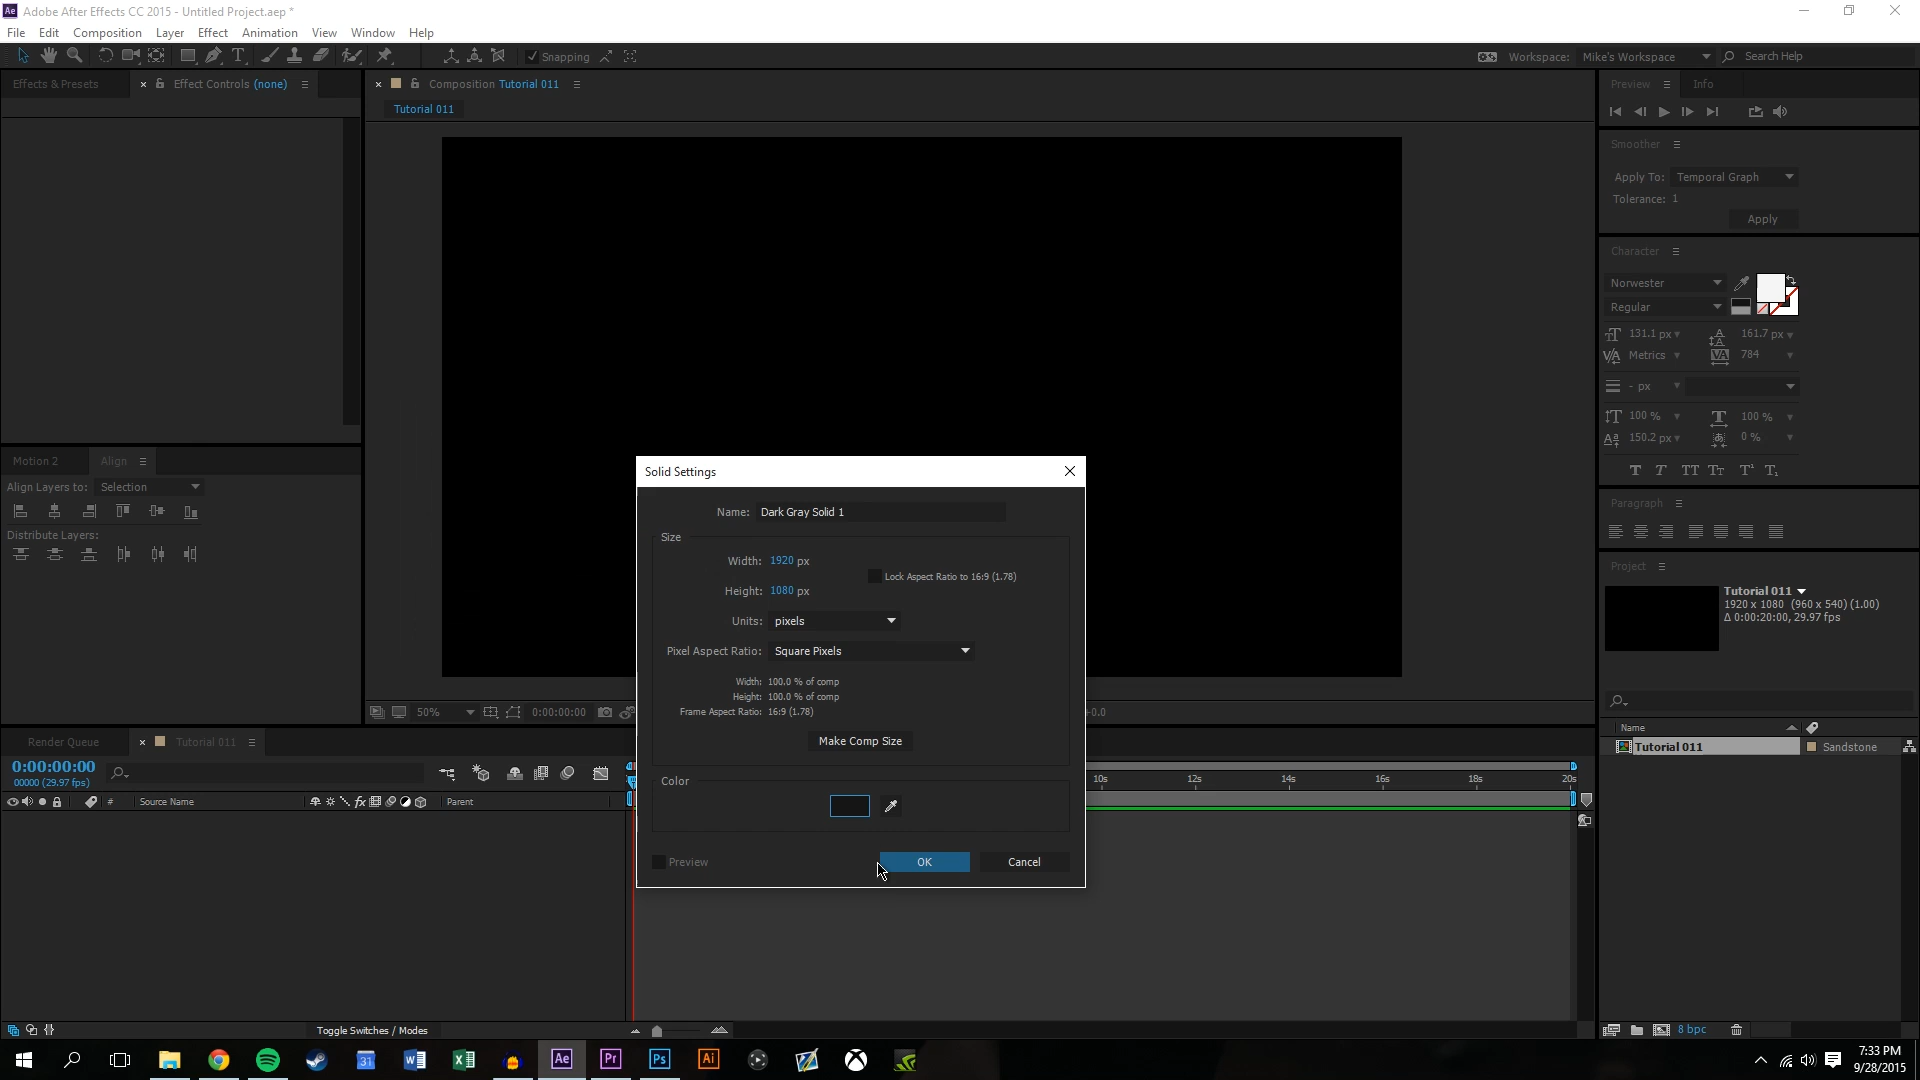 Adobe After Effects CC 2015 - Untitled Project.aep *
File Edit Composition Layer Effect Animation View Window Help
Snapping
Workspace: Mike's Workspace Search Help
Effects & Presets
Effect Controls (none)
Composition Tutorial 011
Tutorial 011
Preview Info
Smoother
Apply To: Temporal Graph
Tolerance: 1
Apply
Character
Norwester
Regular
131.1 px 161.7 px
Metrics 784
- px
100 % 100 %
150.2 px 0 %
Paragraph
Motion 2 Align
Align Layers to: Selection
Distribute Layers:
Project
Tutorial 011
1920 x 1080 (960 x 540) (1.00)
Δ 0:00:20:00, 29.97 fps
Name
Tutorial 011 Sandstone
8 bpc
Solid Settings
Name: Dark Gray Solid 1
Size
Width: 1920 px
Lock Aspect Ratio to 16:9 (1.78)
Height: 1080 px
Units: pixels
Pixel Aspect Ratio: Square Pixels
Width: 100.0 % of comp
Height: 100.0 % of comp
Frame Aspect Ratio: 16:9 (1.78)
Make Comp Size
Color
Preview
OK Cancel
50% 0:00:00:00 +0.0
Render Queue Tutorial 011
0:00:00:00
00000 (29.97 fps)
10s 12s 14s 16s 18s 20s
# Source Name Parent
Toggle Switches / Modes
31 Ae Pr Ps Ai
7:33 PM
9/28/2015